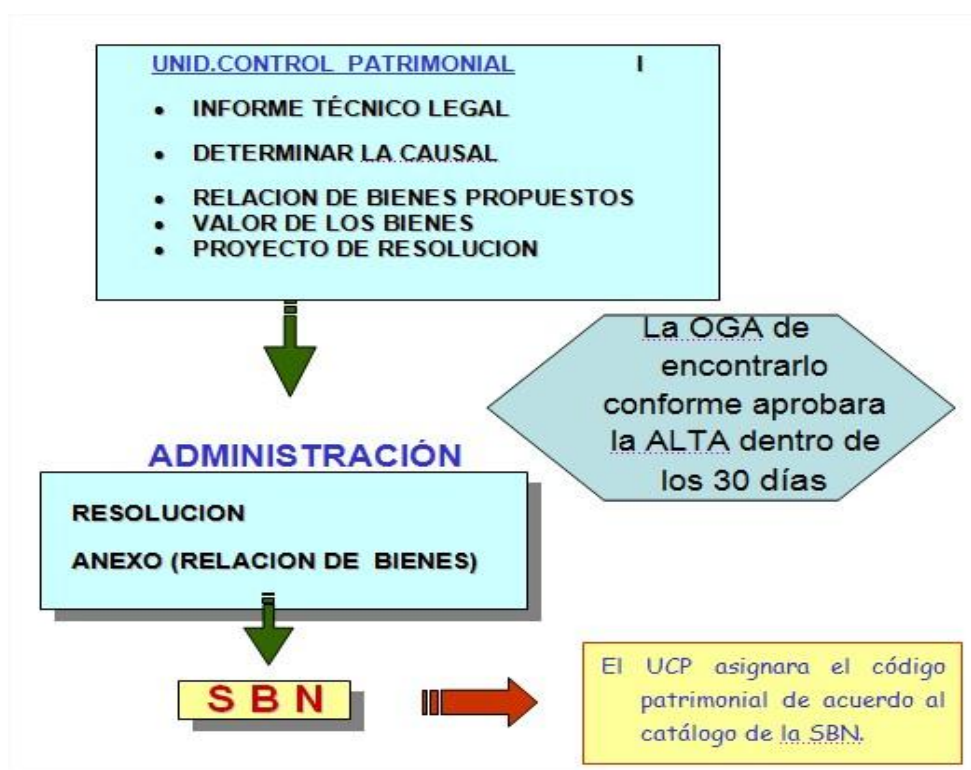 UNID.CONTROL PATRIMONIAL I
• INFORME TÉCNICO LEGAL
• DETERMINAR LA CAUSAL
• RELACION DE BIENES PROPUESTOS
• VALOR DE LOS BIENES
• PROYECTO DE RESOLUCION
La OGA de
encontrarlo
conforme aprobara
la ALTA dentro de
los 30 días
ADMINISTRACIÓN
RESOLUCION
ANEXO (RELACION DE BIENES)
S B N
El UCP asignara el código
patrimonial de acuerdo al
catálogo de la SBN.